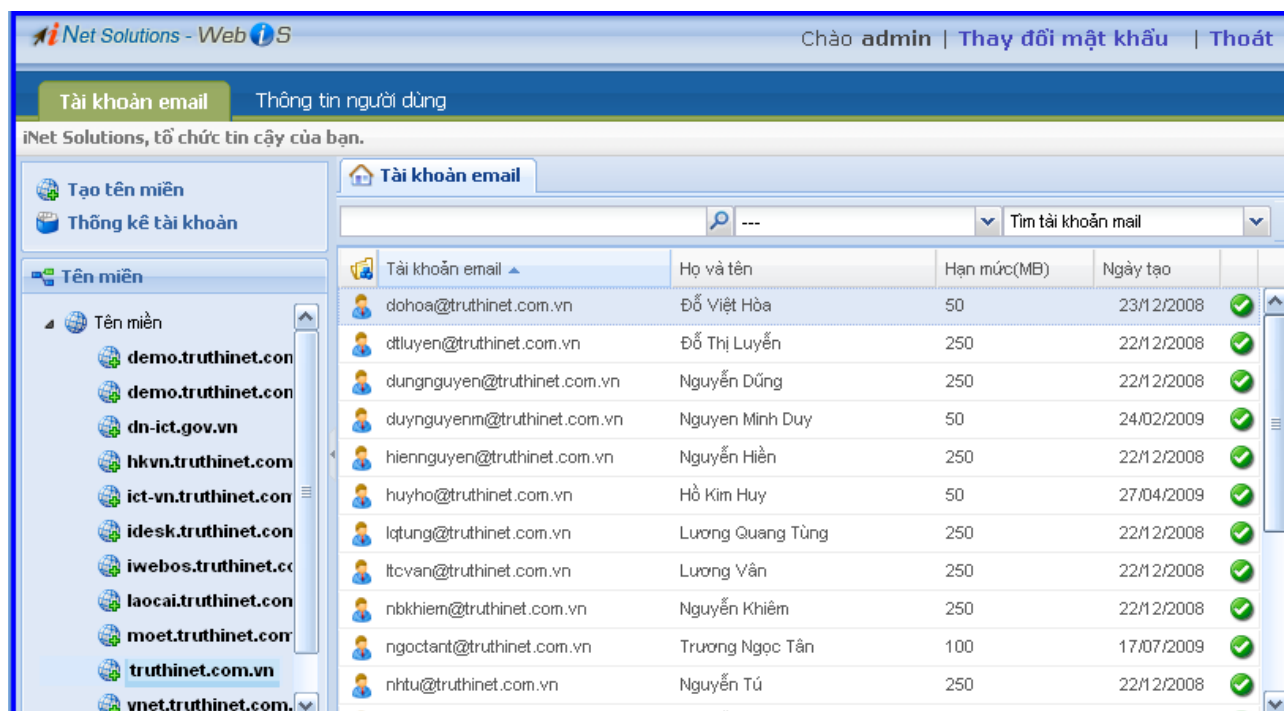 iNet Solutions - WebiS
Chào admin | Thay đổi mật khẩu | Thoát
Tài khoản email
Thông tin người dùng
iNet Solutions, tổ chức tin cậy của bạn.
Tạo tên miền
Thống kê tài khoản
Tên miền
Tên miền
demo.truthinet.con
demo.truthinet.con
dn-ict.gov.vn
hkvn.truthinet.com
ict-vn.truthinet.con
idesk.truthinet.con
iwebos.truthinet.co
laocai.truthinet.con
moet.truthinet.com
truthinet.com.vn
vnet.truthinet.com.
Tài khoản email
--- Tìm tài khoẳn mail
Tài khoẳn email Họ và tên Hạn mức(MB) Ngày tạo
dohoa@truthinet.com.vn Đỗ Việt Hòa 50 23/12/2008
dtluyen@truthinet.com.vn Đỗ Thị Luyễn 250 22/12/2008
dungnguyen@truthinet.com.vn Nguyễn Dũng 250 22/12/2008
duynguyenm@truthinet.com.vn Nguyen Minh Duy 50 24/02/2009
hiennguyen@truthinet.com.vn Nguyễn Hiền 250 22/12/2008
huyho@truthinet.com.vn Hồ Kim Huy 50 27/04/2009
lqtung@truthinet.com.vn Lương Quang Tùng 250 22/12/2008
ltcvan@truthinet.com.vn Lương Vân 250 22/12/2008
nbkhiem@truthinet.com.vn Nguyễn Khiêm 250 22/12/2008
ngoctant@truthinet.com.vn Trương Ngọc Tân 100 17/07/2009
nhtu@truthinet.com.vn Nguyễn Tú 250 22/12/2008